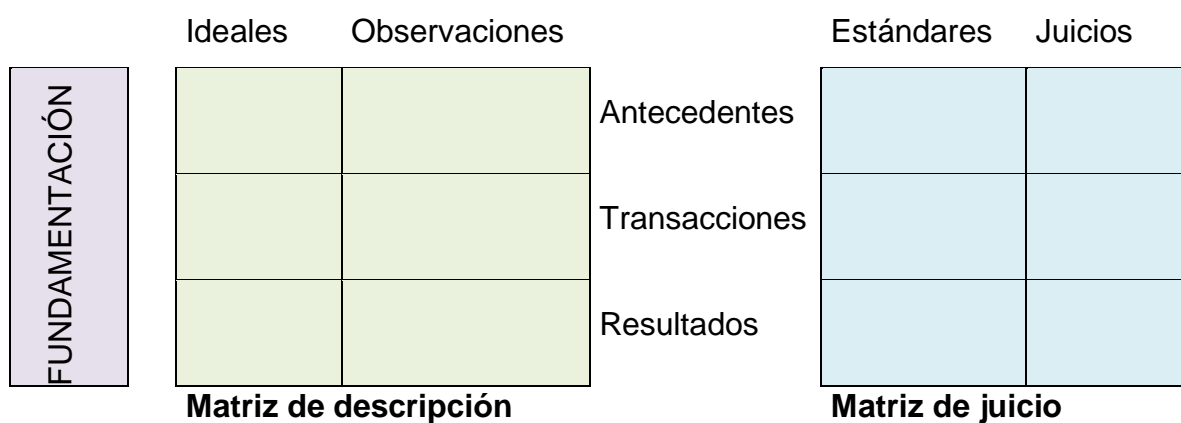 Ideales Observaciones Estándares Juicios
FUNDAMENTACIÓN
Antecedentes
Transacciones
Resultados
Matriz de descripción Matriz de juicio